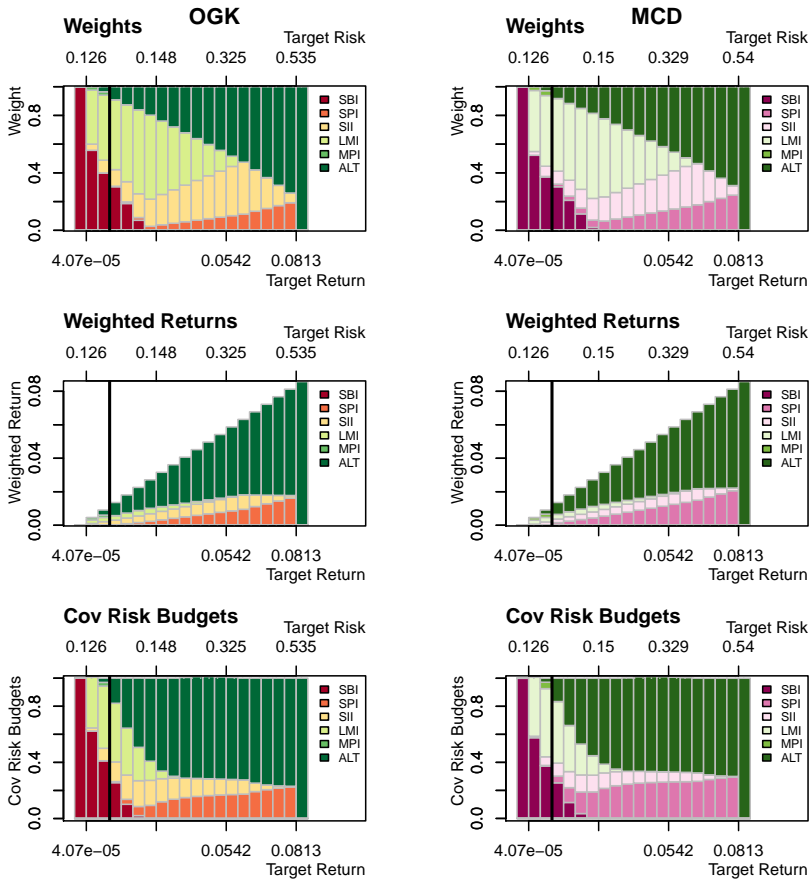 OGK
MCD
Weights
Target Risk
0.126 0.148 0.325 0.535
Weight
0.0 0.4 0.8
SBI
SPI
SII
LMI
MPI
ALT
4.07e−05 0.0542 0.0813
Target Return
Weights
Target Risk
0.126 0.15 0.329 0.54
Weight
0.0 0.4 0.8
SBI
SPI
SII
LMI
MPI
ALT
4.07e−05 0.0542 0.0813
Target Return
Weighted Returns
Target Risk
0.126 0.148 0.325 0.535
Weighted Return
0.00 0.04 0.08
SBI
SPI
SII
LMI
MPI
ALT
4.07e−05 0.0542 0.0813
Target Return
Weighted Returns
Target Risk
0.126 0.15 0.329 0.54
Weighted Return
0.00 0.04 0.08
SBI
SPI
SII
LMI
MPI
ALT
4.07e−05 0.0542 0.0813
Target Return
Cov Risk Budgets
Target Risk
0.126 0.148 0.325 0.535
Cov Risk Budgets
0.0 0.4 0.8
SBI
SPI
SII
LMI
MPI
ALT
4.07e−05 0.0542 0.0813
Target Return
Cov Risk Budgets
Target Risk
0.126 0.15 0.329 0.54
Cov Risk Budgets
0.0 0.4 0.8
SBI
SPI
SII
LMI
MPI
ALT
4.07e−05 0.0542 0.0813
Target Return